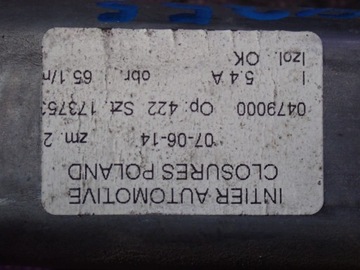 INTIER AUTOMOTIVE
CLOSURES POLAND
'07-06-14 zm. 2
0479000 Op: 422 Szt. 17375
I 5.4 A obr. 65.1/
Izol. OK